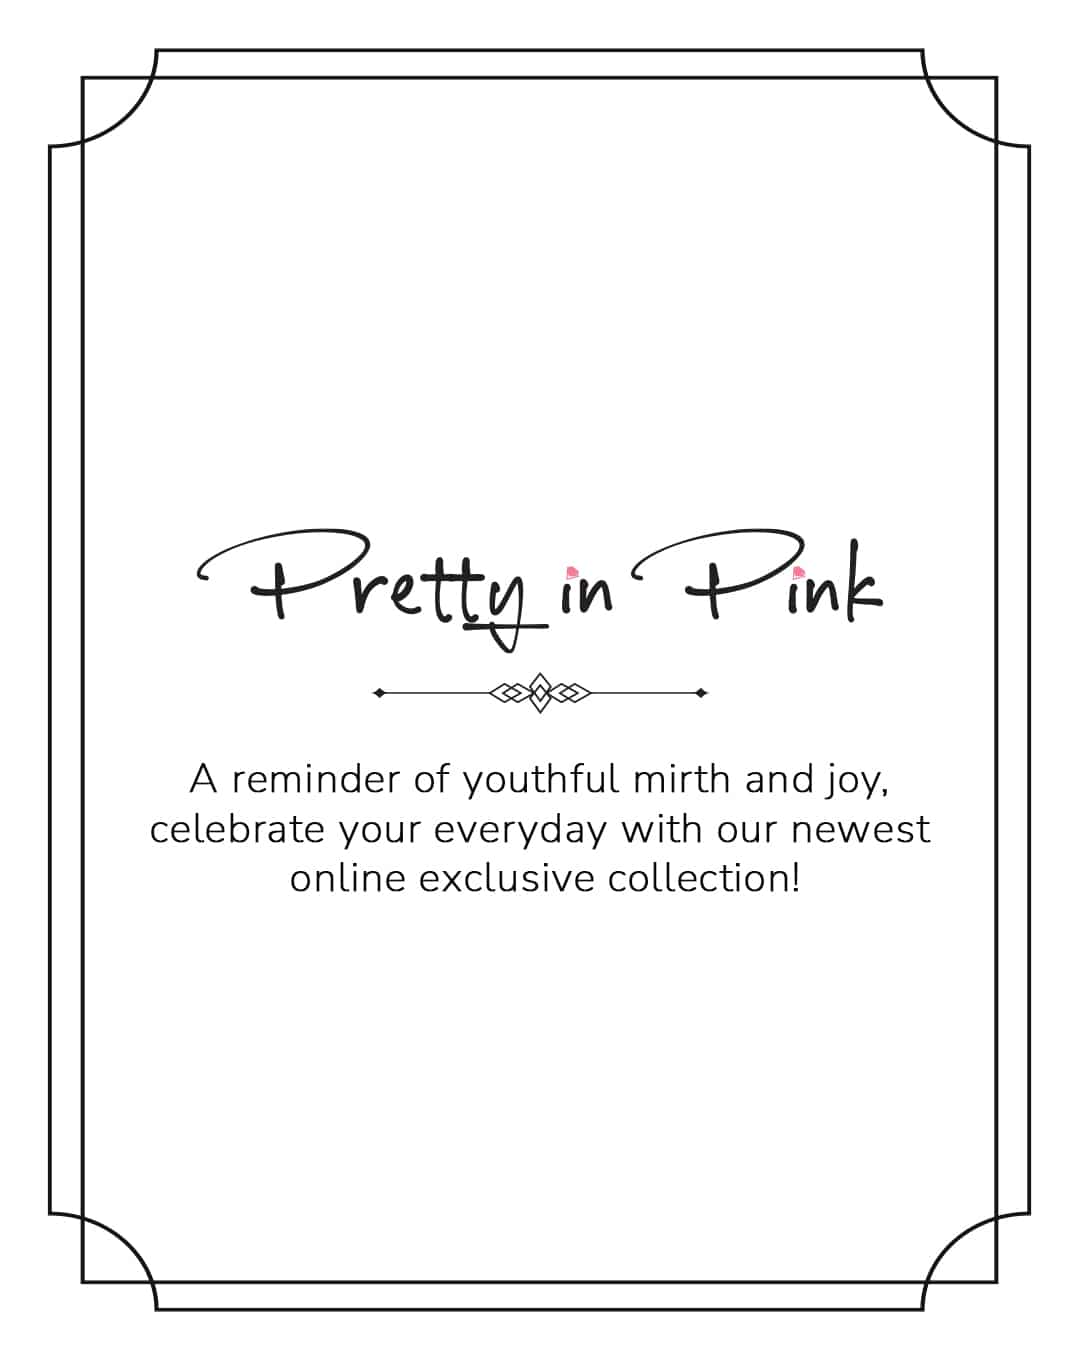 Pretty in Pink
A reminder of youthful mirth and joy,
celebrate your everyday with our newest
online exclusive collection!